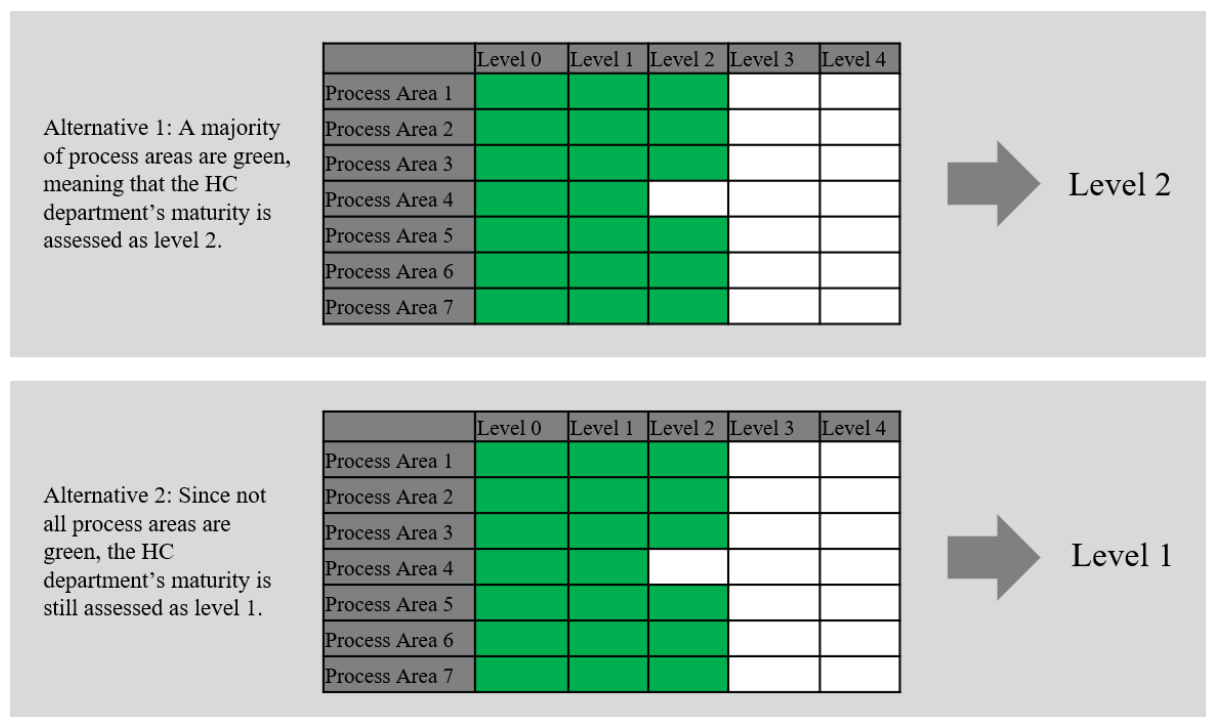 Alternative 1: A majority
of process areas are green,
meaning that the HC
department's maturity is
assessed as level 2.
Level 0 Level 1 Level 2 Level 3 Level 4
Process Area 1
Process Area 2
Process Area 3
Process Area 4
Process Area 5
Process Area 6
Process Area 7
Level 2
Alternative 2: Since not
all process areas are
green, the HC
department's maturity is
still assessed as level 1.
Level 0 Level 1 Level 2 Level 3 Level 4
Process Area 1
Process Area 2
Process Area 3
Process Area 4
Process Area 5
Process Area 6
Process Area 7
Level 1